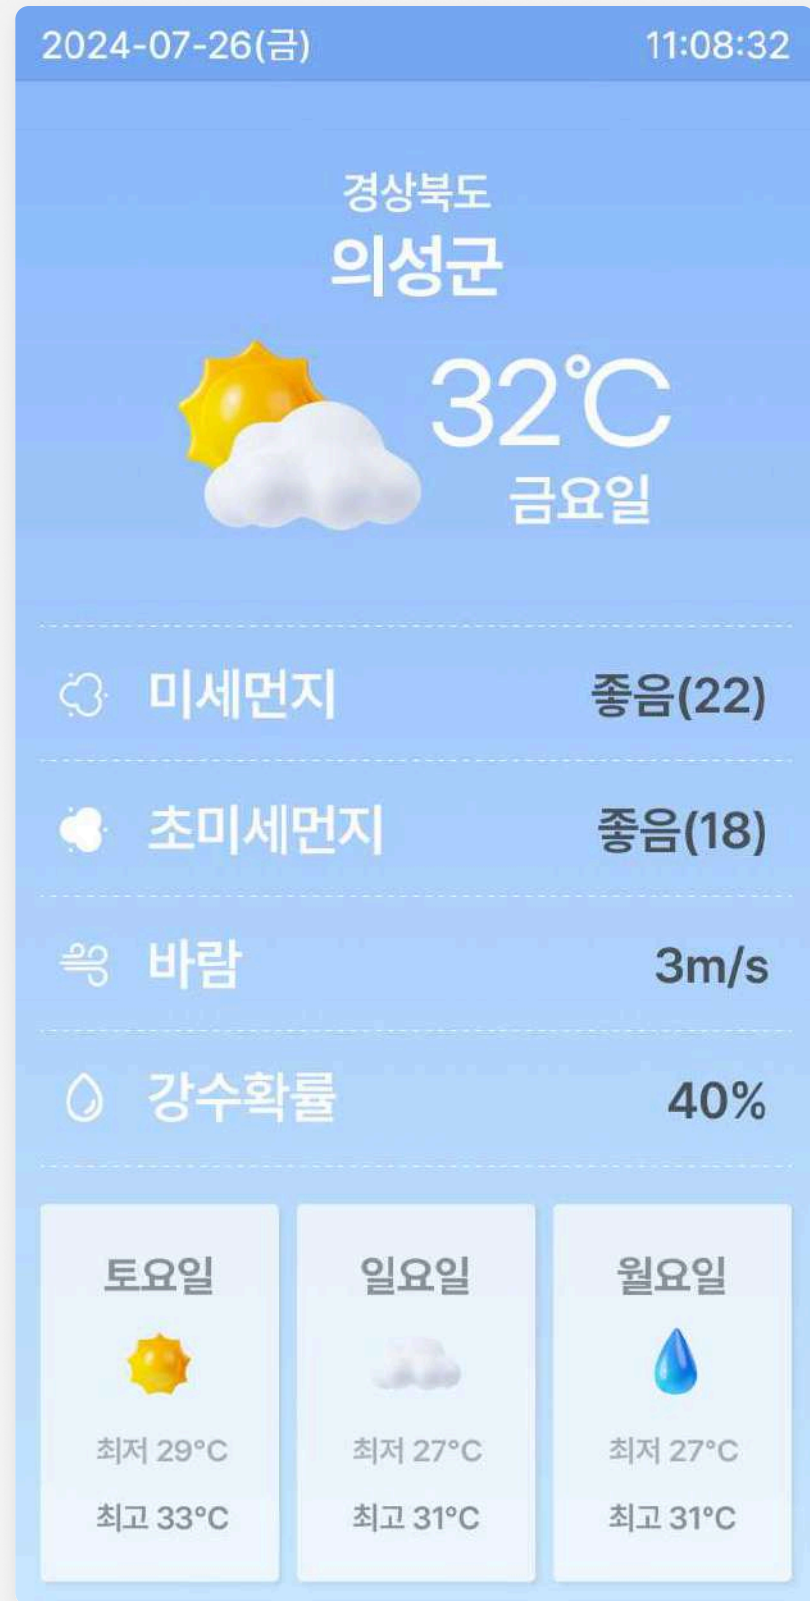 2024-07-26(금) 11:08:32
경상북도
의성군
32℃
금요일
미세먼지 좋음(22)
초미세먼지 좋음(18)
바람 3m/s
강수확률 40%
토요일 일요일 월요일
최저 29°C 최저 27°C 최저 27°C
최고 33°C 최고 31°C 최고 31°C